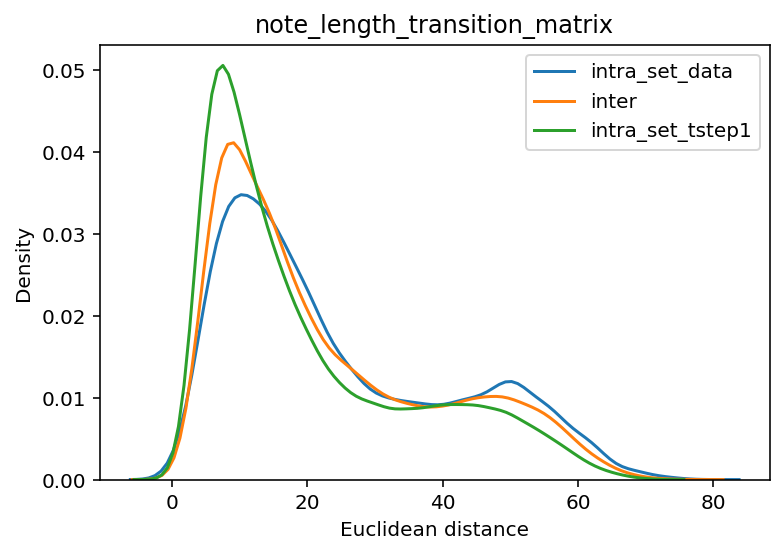 note_length_transition_matrix
intra_set_data
inter
intra_set_tstep1
Density
0.05
0.04
0.03
0.02
0.01
0.00
0
20
40
60
80
Euclidean distance